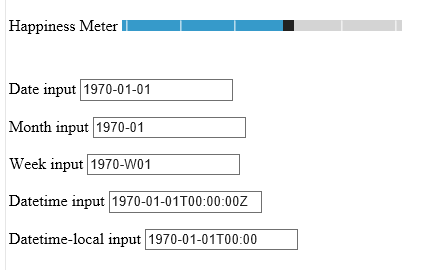 Happiness Meter
Date input 1970-01-01
Month input 1970-01
Week input 1970-W01
Datetime input 1970-01-01T00:00:00Z
Datetime-local input 1970-01-01T00:00